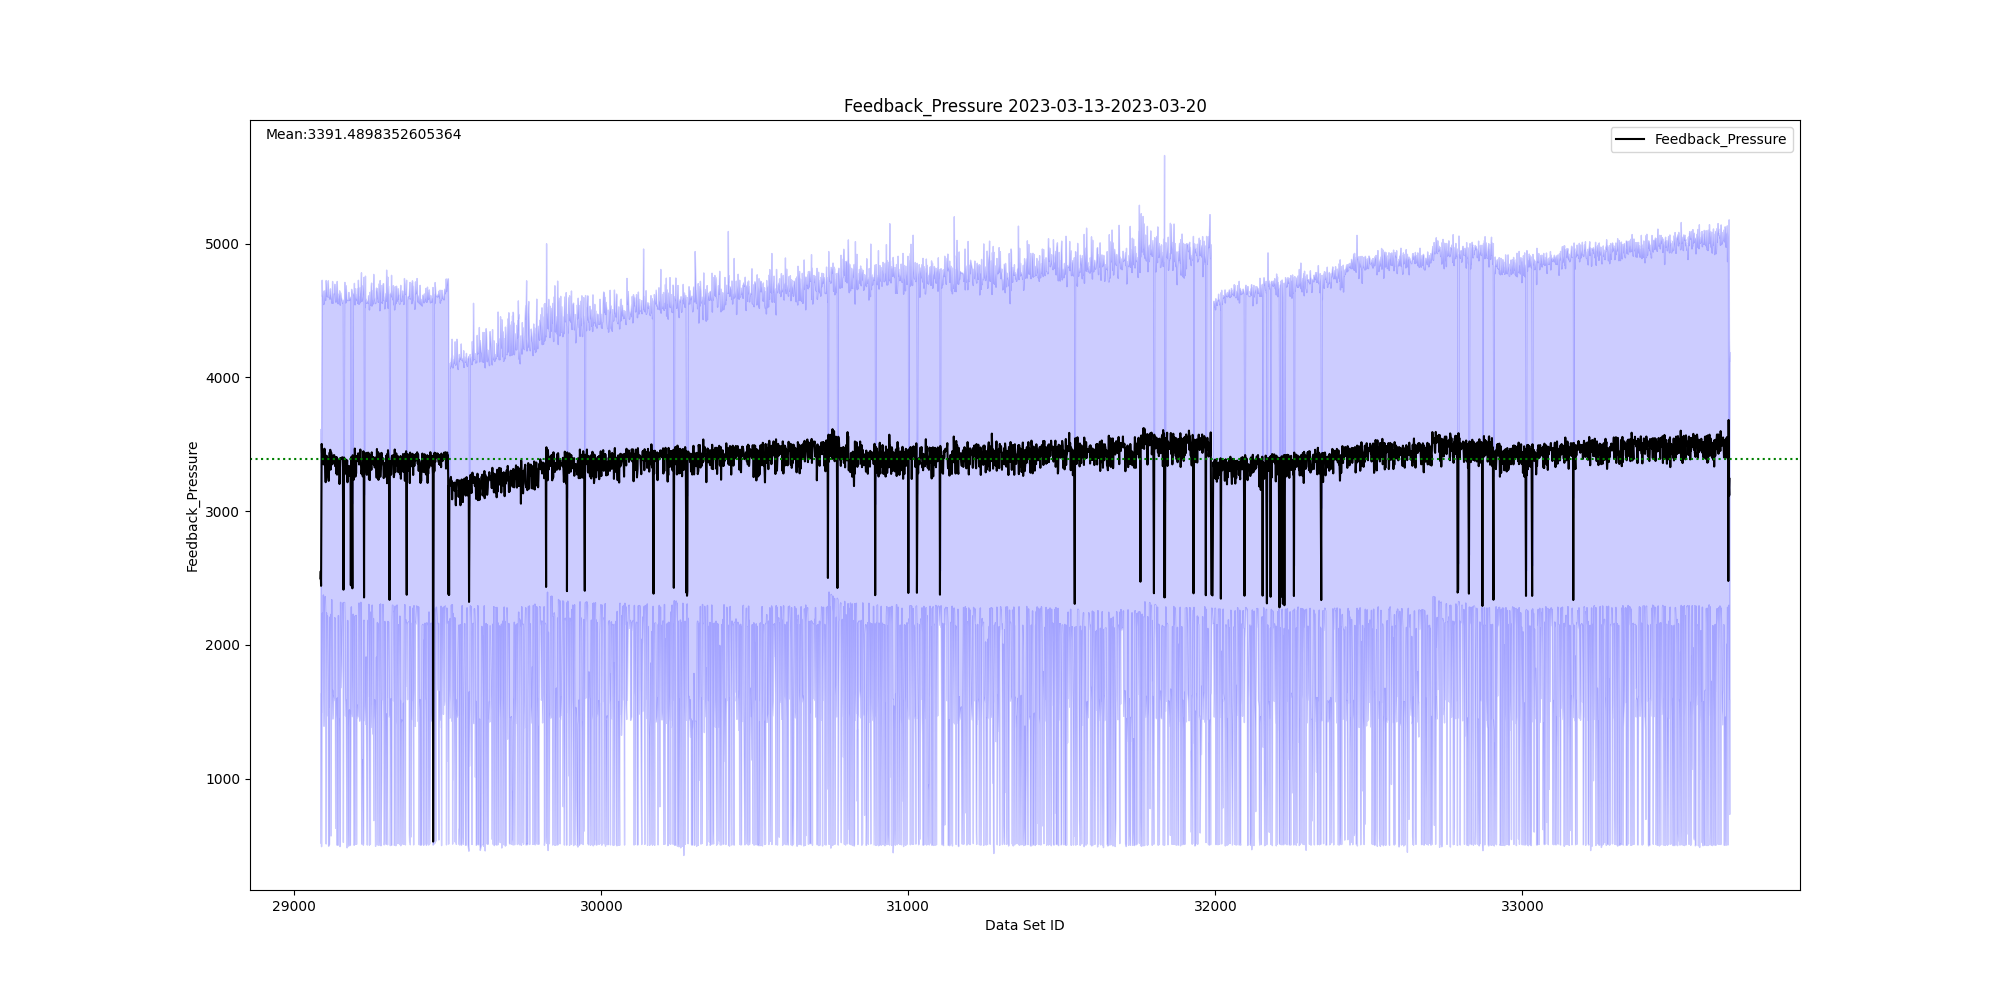 Feedback_Pressure 2023-03-13-2023-03-20
Mean:3391.4898352605364
Feedback_Pressure
5000
4000
3000
2000
1000
Feedback_Pressure
29000
30000
31000
32000
33000
Data Set ID